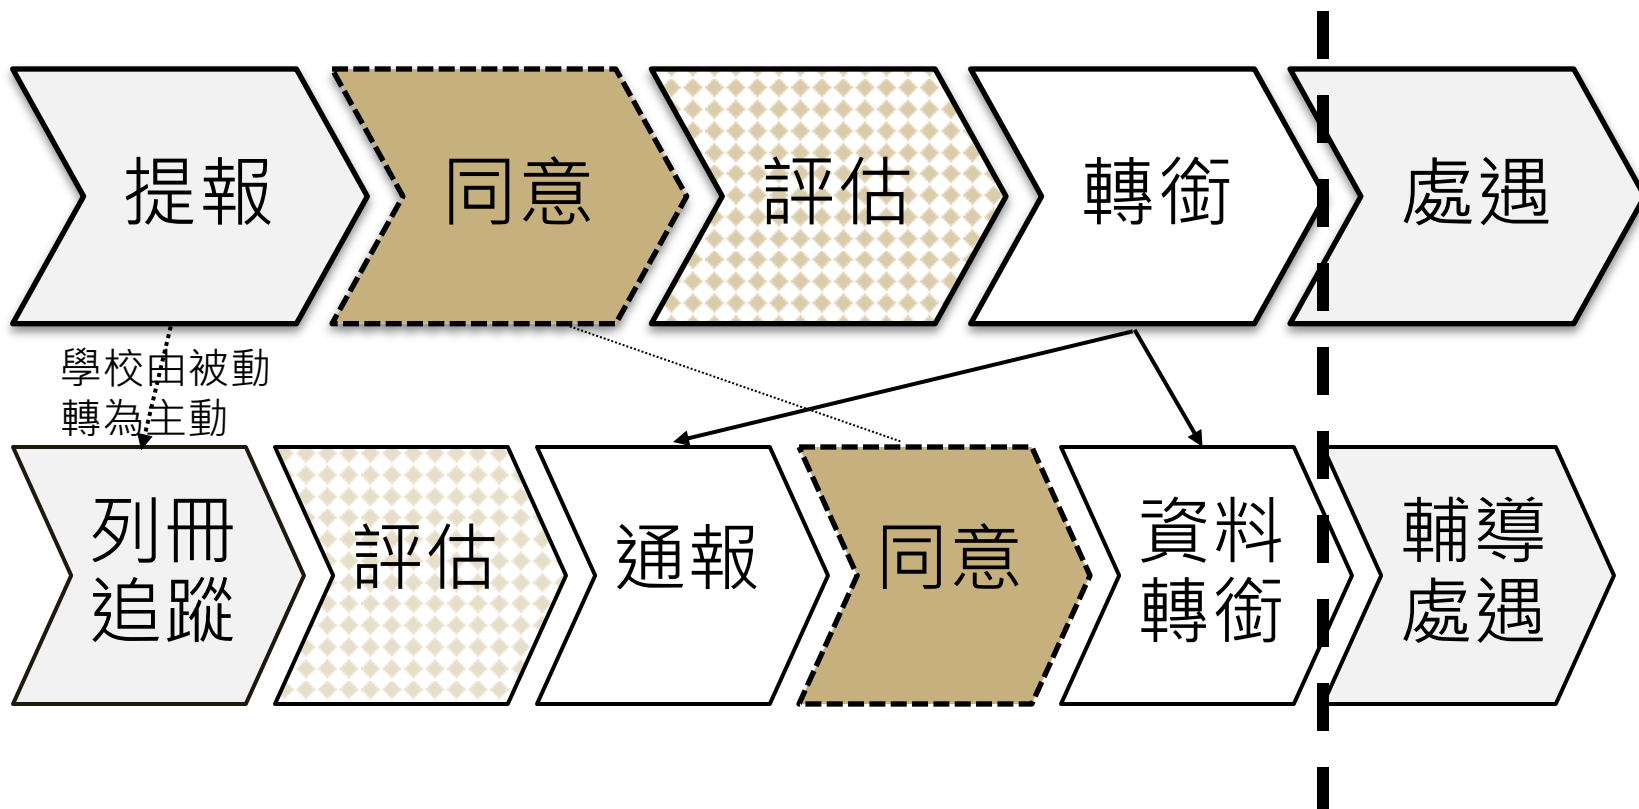 提報
同意
評估
轉銜
處遇
學校由被動
轉為主動
列冊
追蹤
評估
通報
同意
資料
轉銜
輔導
處遇